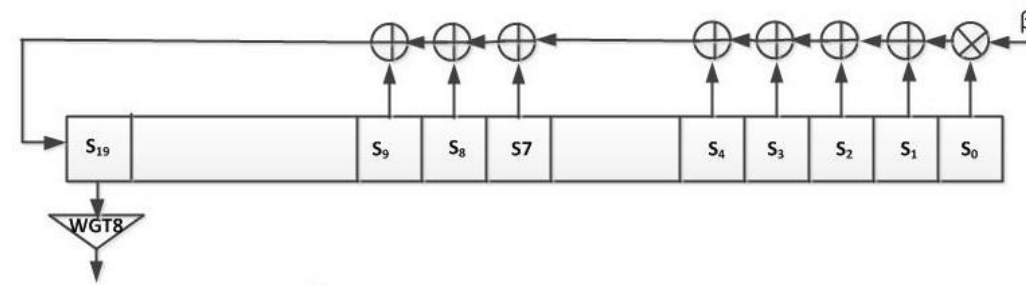 S₁₉ S₉ S₈ S7 S₄ S₃ S₂ S₁ S₀
WGT8